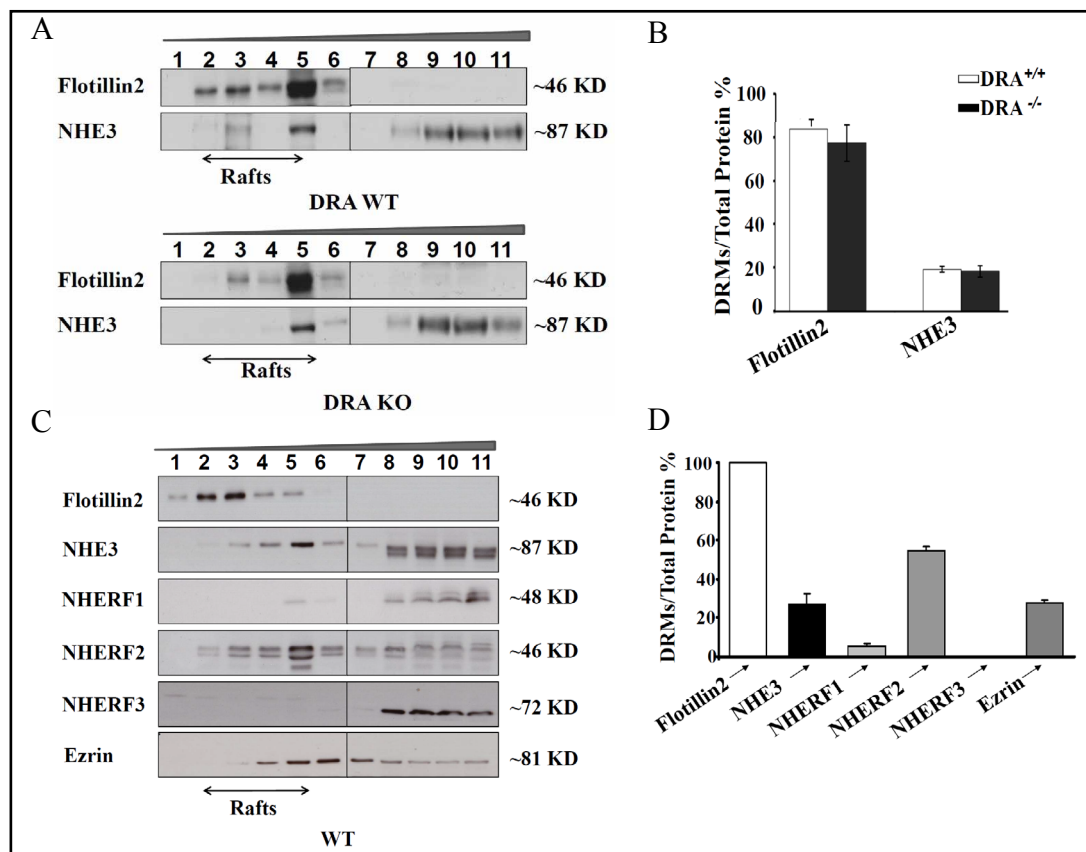 A
1 2 3 4 5 6 7 8 9 10 11
Flotillin2 ~46 KD
NHE3 ~87 KD
Rafts
DRA WT
1 2 3 4 5 6 7 8 9 10 11
Flotillin2 ~46 KD
NHE3 ~87 KD
Rafts
DRA KO
B
DRA+/+
DRA -/-
DRMs/Total Protein %
100
80
60
40
20
0
Flotillin2
NHE3
C
1 2 3 4 5 6 7 8 9 10 11
Flotillin2 ~46 KD
NHE3 ~87 KD
NHERF1 ~48 KD
NHERF2 ~46 KD
NHERF3 ~72 KD
Ezrin ~81 KD
Rafts
WT
D
DRMs/Total Protein %
100
80
60
40
20
0
Flotillin2→
NHE3→
NHERF1→
NHERF2→
NHERF3→
Ezrin→